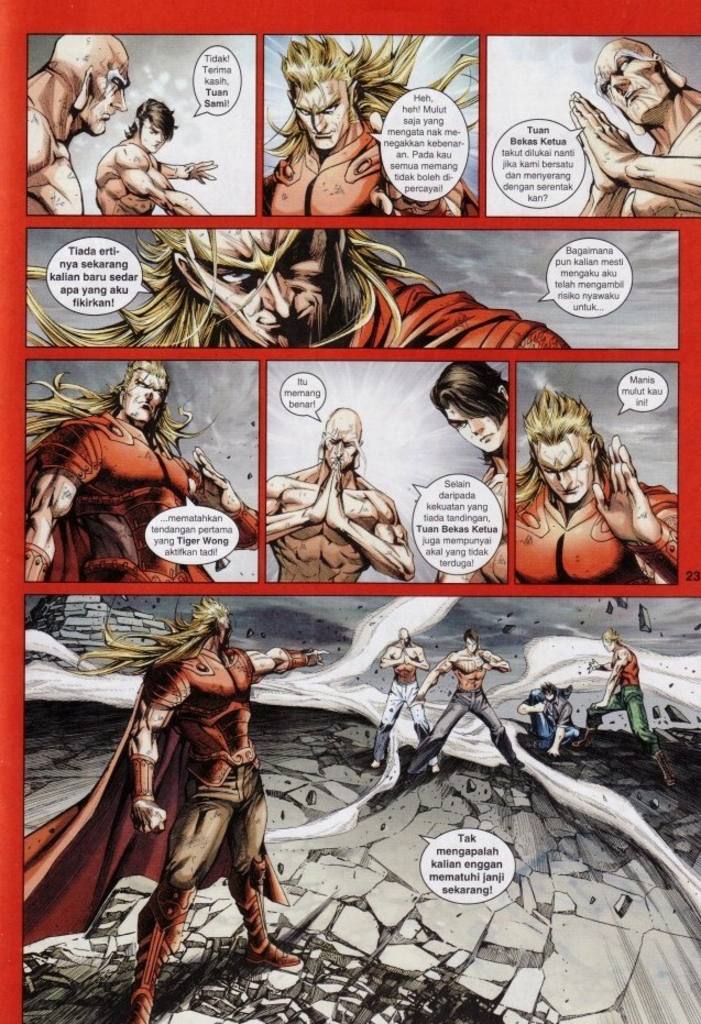 Tidak!
Terima
kasih,
Tuan
Sami!
Heh,
heh! Mulut
saja yang
mengata nak me-
negakkan kebenar-
an. Pada kau
semua memang
tidak boleh di-
percayai!
Tuan
Bekas Ketua
takut dilukai nanti
jika kami bersatu
dan menyerang
dengan serentak
kan?
Tiada erti-
nya sekarang
kalian baru sedar
apa yang aku
fikirkan!
Bagaimana
pun kalian mesti
mengaku aku
telah mengambil
risiko nyawaku
untuk...
...mematahkan
tendangan pertama
yang Tiger Wong
aktifkan tadi!
Itu
memang
benar!
Selain
daripada
kekuatan yang
tiada tandingan,
Tuan Bekas Ketua
juga mempunyai
akal yang tidak
terduga!
Manis
mulut kau
ini!
23
Tak
mengapalah
kalian enggan
mematuhi janji
sekarang!